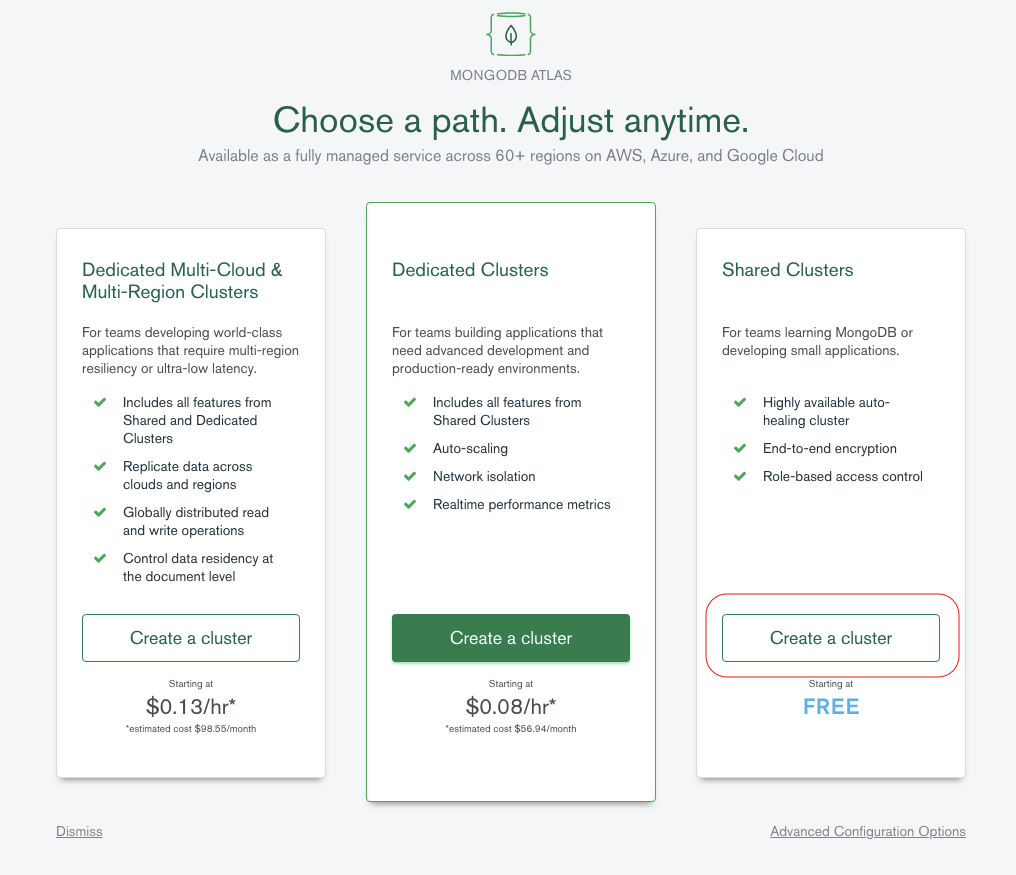 MONGODB ATLAS
Choose a path. Adjust anytime.
Available as a fully managed service across 60+ regions on AWS, Azure, and Google Cloud
Dedicated Multi-Cloud &
Multi-Region Clusters
For teams developing world-class
applications that require multi-region
resiliency or ultra-low latency.
Includes all features from
Shared and Dedicated
Clusters
Replicate data across
clouds and regions
Globally distributed read
and write operations
Control data residency at
the document level
Create a cluster
Starting at
$0.13/hr*
*estimated cost $98.55/month
Dedicated Clusters
For teams building applications that
need advanced development and
production-ready environments.
Includes all features from
Shared Clusters
Auto-scaling
Network isolation
Realtime performance metrics
Create a cluster
Starting at
$0.08/hr*
*estimated cost $56.94/month
Shared Clusters
For teams learning MongoDB or
developing small applications.
Highly available auto-
healing cluster
End-to-end encryption
Role-based access control
Create a cluster
Starting at
FREE
Dismiss
Advanced Configuration Options